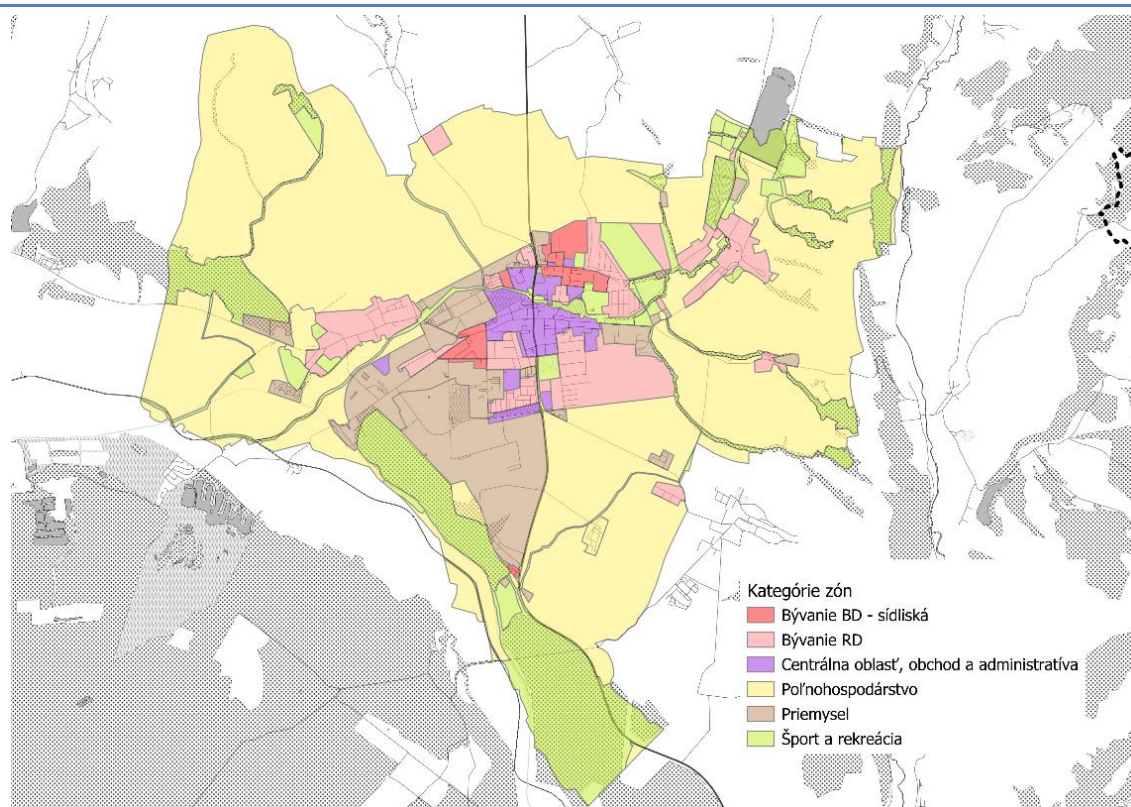 Kategórie zón
Bývanie BD - sídliská
Bývanie RD
Centrálna oblasť, obchod a administratíva
Poľnohospodárstvo
Priemysel
Šport a rekreácia